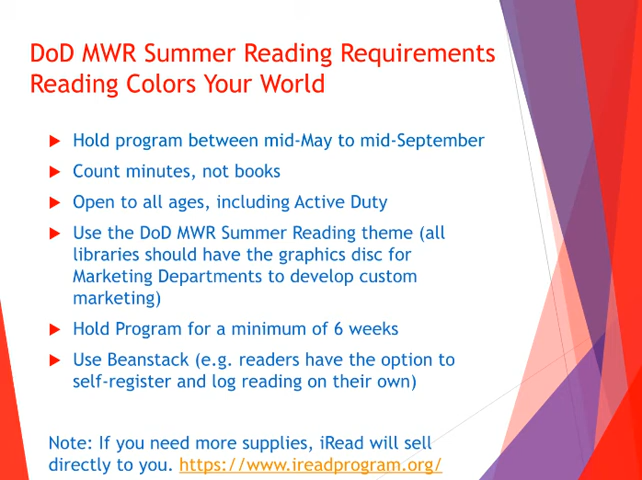 DoD MWR Summer Reading Requirements
Reading Colors Your World
Hold program between mid-May to mid-September
Count minutes, not books
Open to all ages, including Active Duty
Use the DoD MWR Summer Reading theme (all
libraries should have the graphics disc for
Marketing Departments to develop custom
marketing)
Hold Program for a minimum of 6 weeks
Use Beanstack (e.g. readers have the option to
self-register and log reading on their own)
Note: If you need more supplies, iRead will sell
directly to you. https://www.ireadprogram.org/